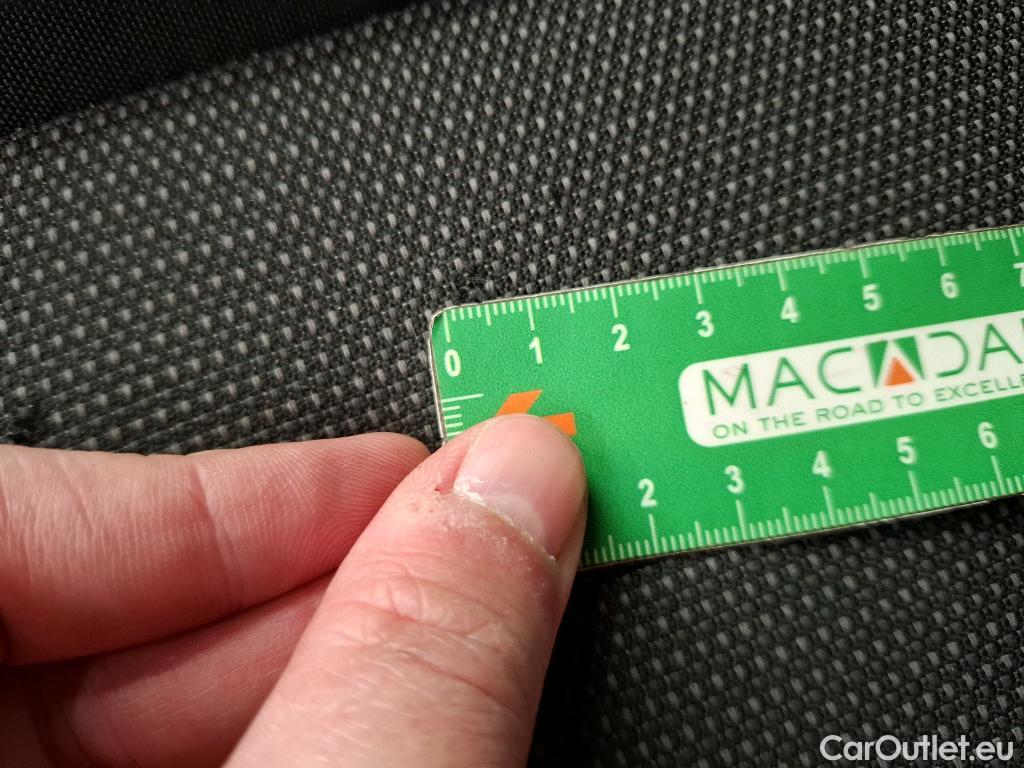 0 1 2 3 4 5 6 7
MACADA
ON THE ROAD TO EXCELLE
2 3 4 5 6
CarOutlet.eu